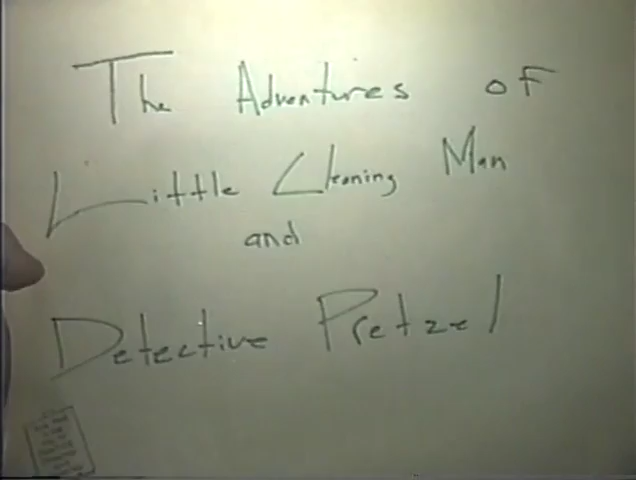 The Adventures of
Little Cleaning Man
and
Detective Pretzel